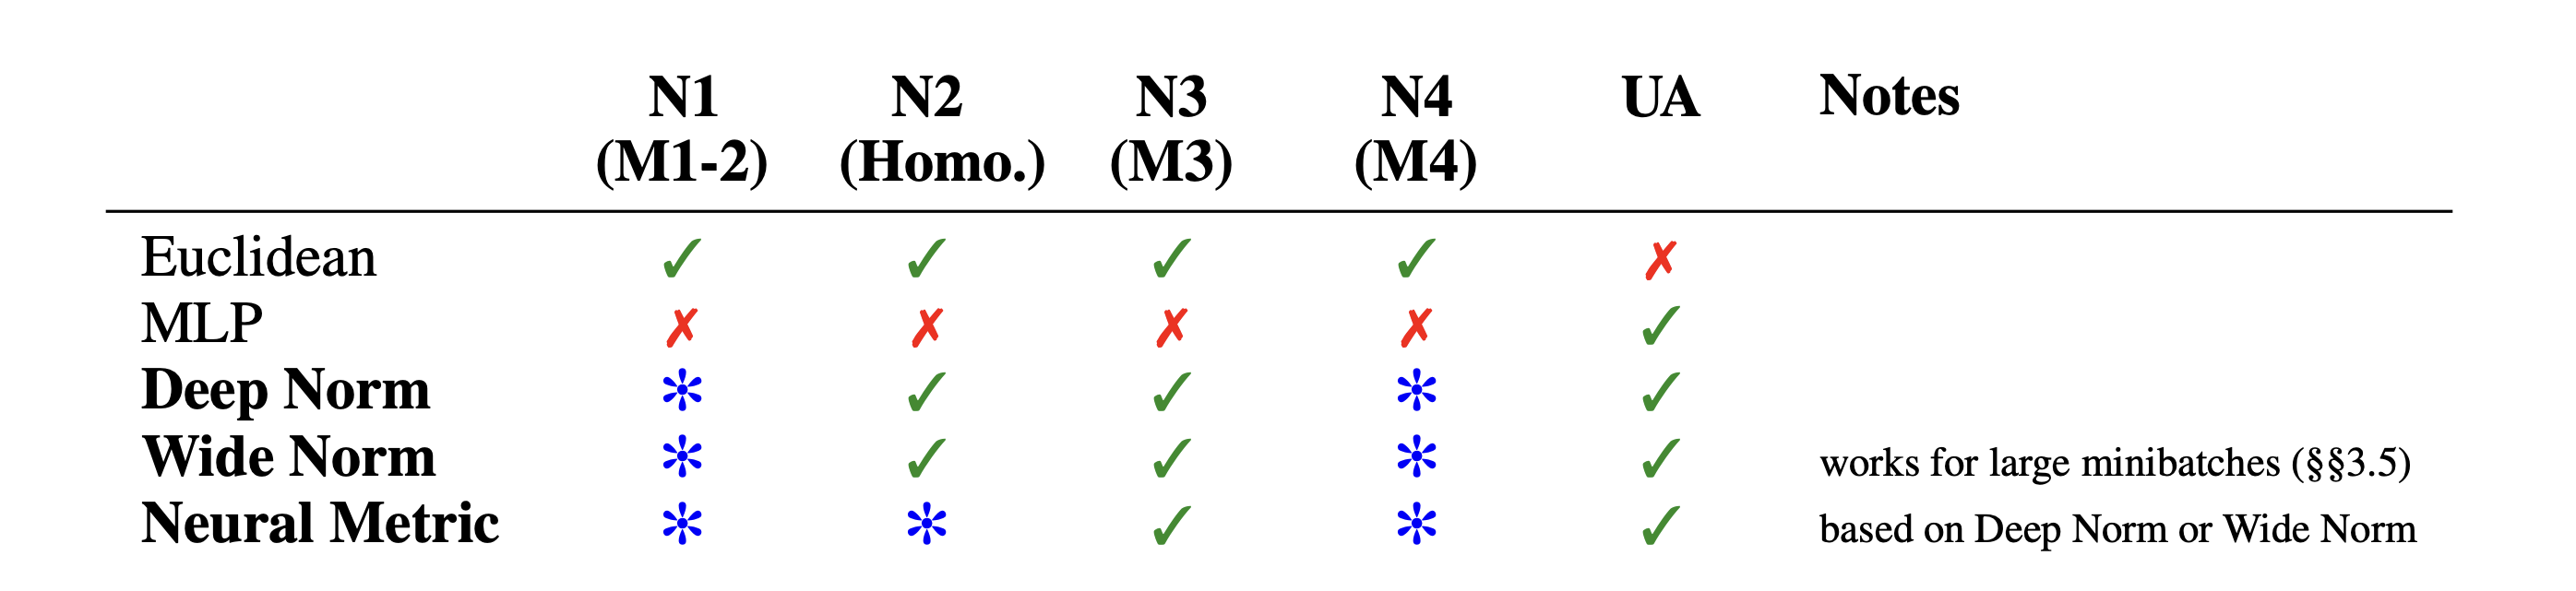 N1 N2 N3 N4 UA Notes
(M1-2) (Homo.) (M3) (M4)
Euclidean ✓ ✓ ✓ ✓ ✗
MLP ✗ ✗ ✗ ✗ ✓
Deep Norm * ✓ ✓ * ✓
Wide Norm * ✓ ✓ * ✓ works for large minibatches (§§3.5)
Neural Metric * * ✓ * ✓ based on Deep Norm or Wide Norm